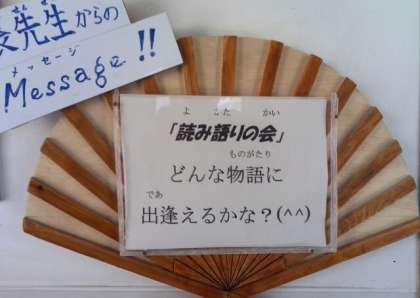 先生からの
メッセージ
Message!!
よ こた かい
「読み語りの会」
ものがたり
どんな物語に
であ
出逢えるかな？(^^)